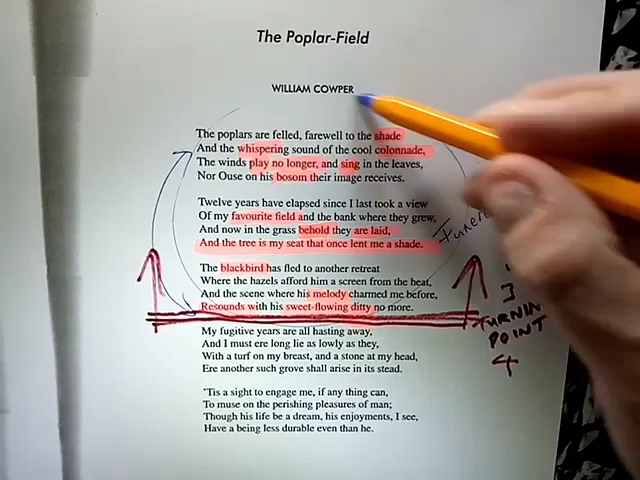 The Poplar-Field
WILLIAM COWPER
The poplars are felled, farewell to the shade
And the whispering sound of the cool colonnade,
The winds play no longer, and sing in the leaves,
Nor Ouse on his bosom their image receives.
Twelve years have elapsed since I last took a view
Of my favourite field and the bank where they grew,
And now in the grass behold they are laid,
And the tree is my seat that once lent me a shade.
The blackbird has fled to another retreat
Where the hazels afford him a screen from the heat,
And the scene where his melody charmed me before,
Resounds with his sweet-flowing ditty no more.
My fugitive years are all hasting away,
And I must ere long lie as lowly as they,
With a turf on my breast, and a stone at my head,
Ere another such grove shall arise in its stead.
'Tis a sight to engage me, if any thing can,
To muse on the perishing pleasures of man;
Though his life be a dream, his enjoyments, I see,
Have a being less durable even than he.
3
TURNIN
POINT
4